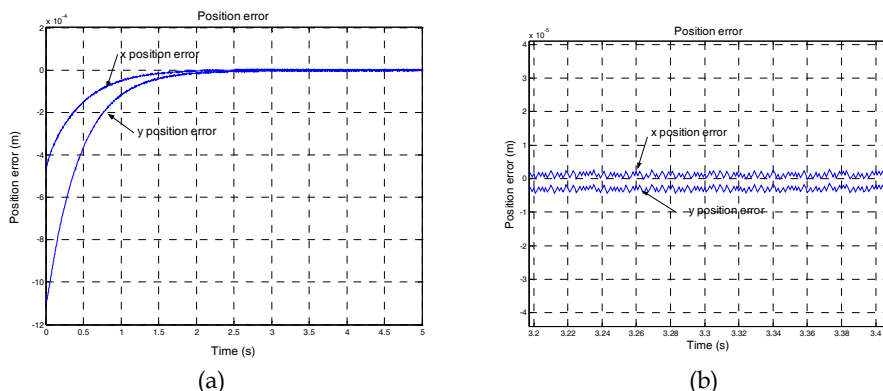 x 10⁻⁴
Position error
2
0
-2
-4
-6
-8
-10
-12
x position error
y position error
Position error (m)
0 0.5 1 1.5 2 2.5 3 3.5 4 4.5 5
Time (s)
(a)
x 10⁻⁵
Position error
4
3
2
1
0
-1
-2
-3
-4
x position error
y position error
Position error (m)
3.2 3.22 3.24 3.26 3.28 3.3 3.32 3.34 3.36 3.38 3.4
Time (s)
(b)